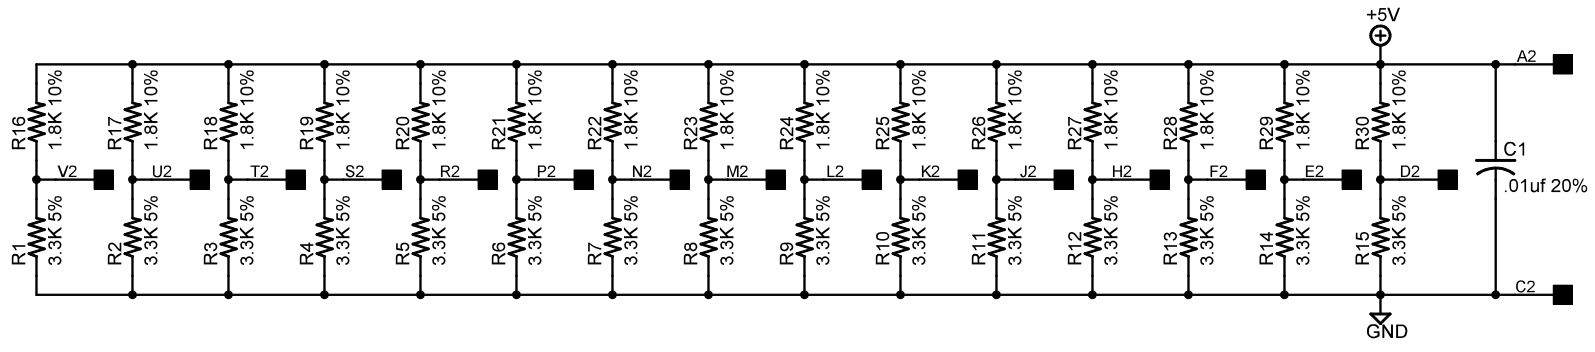 +5V
A2
R16 1.8K 10%
R17 1.8K 10%
R18 1.8K 10%
R19 1.8K 10%
R20 1.8K 10%
R21 1.8K 10%
R22 1.8K 10%
R23 1.8K 10%
R24 1.8K 10%
R25 1.8K 10%
R26 1.8K 10%
R27 1.8K 10%
R28 1.8K 10%
R29 1.8K 10%
R30 1.8K 10%
C1
.01uf 20%
V2
U2
T2
S2
R2
P2
N2
M2
L2
K2
J2
H2
F2
E2
D2
R1 3.3K 5%
R2 3.3K 5%
R3 3.3K 5%
R4 3.3K 5%
R5 3.3K 5%
R6 3.3K 5%
R7 3.3K 5%
R8 3.3K 5%
R9 3.3K 5%
R10 3.3K 5%
R11 3.3K 5%
R12 3.3K 5%
R13 3.3K 5%
R14 3.3K 5%
R15 3.3K 5%
C2
GND